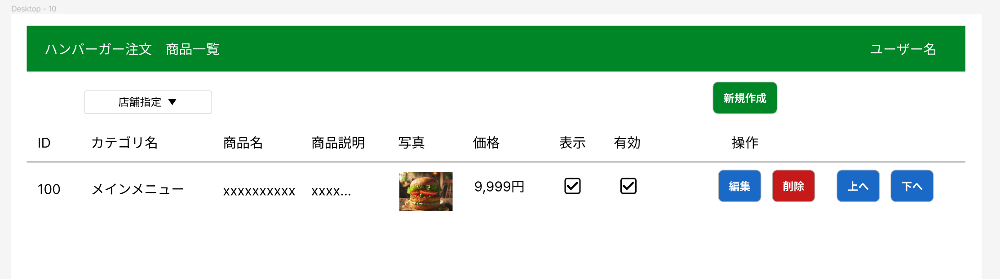 Desktop - 10
ハンバーガー注文　商品一覧 ユーザー名
店舗指定 ▼ 新規作成
ID カテゴリ名 商品名 商品説明 写真 価格 表示 有効 操作
100 メインメニュー xxxxxxxxxx xxxx... 9,999円 編集 削除 上へ 下へ